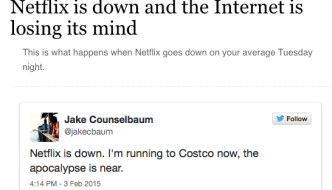 Netflix is down and the Internet is
losing its mind
This is what happens when Netflix goes down on your average Tuesday
night.
Jake Counselbaum
@jakecbaum
Follow
Netflix is down. I'm running to Costco now, the
apocalypse is near.
4:14 PM - 3 Feb 2015